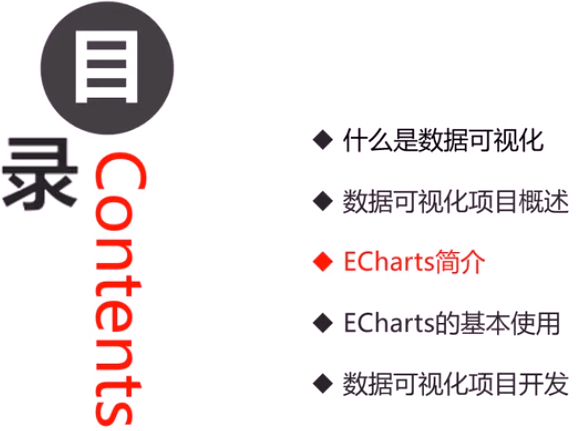 目录
Contents
什么是数据可视化
数据可视化项目概述
ECharts简介
ECharts的基本使用
数据可视化项目开发